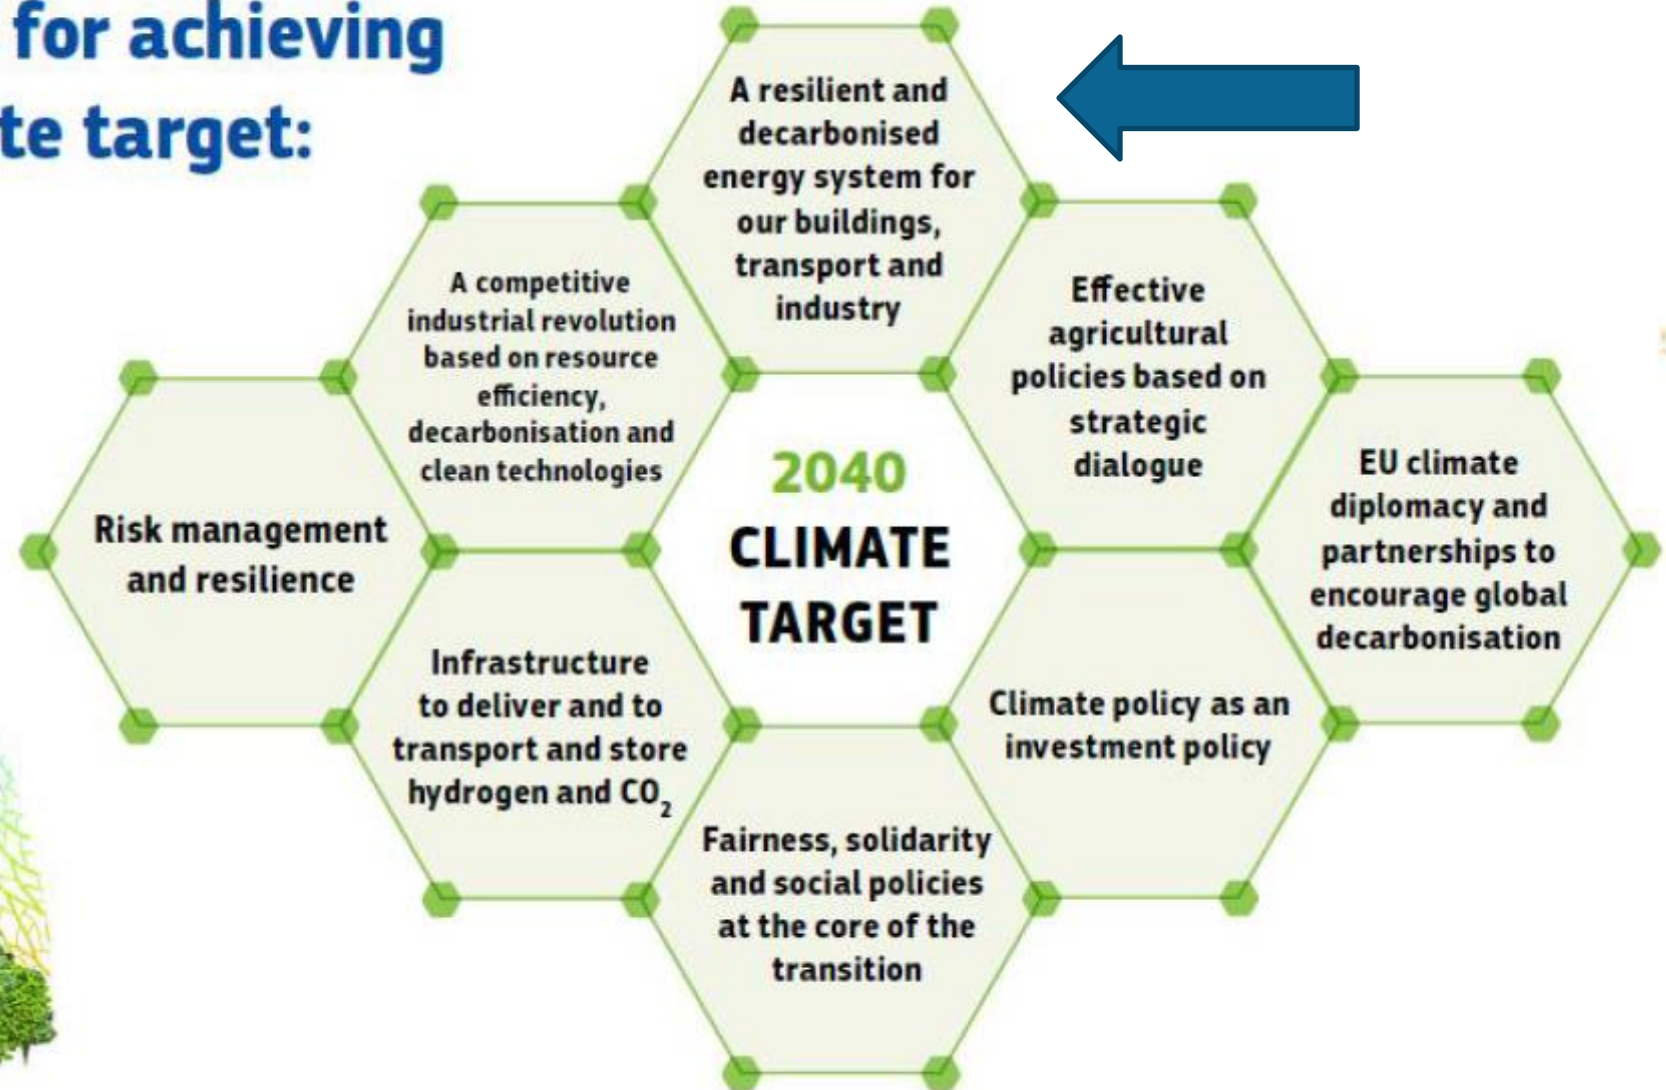 for achieving
te target:
A resilient and
decarbonised
energy system for
our buildings,
transport and
industry
A competitive
industrial revolution
based on resource
efficiency,
decarbonisation and
clean technologies
Effective
agricultural
policies based on
strategic
dialogue
Risk management
and resilience
2040
CLIMATE
TARGET
EU climate
diplomacy and
partnerships to
encourage global
decarbonisation
Infrastructure
to deliver and to
transport and store
hydrogen and CO₂
Climate policy as an
investment policy
Fairness, solidarity
and social policies
at the core of the
transition